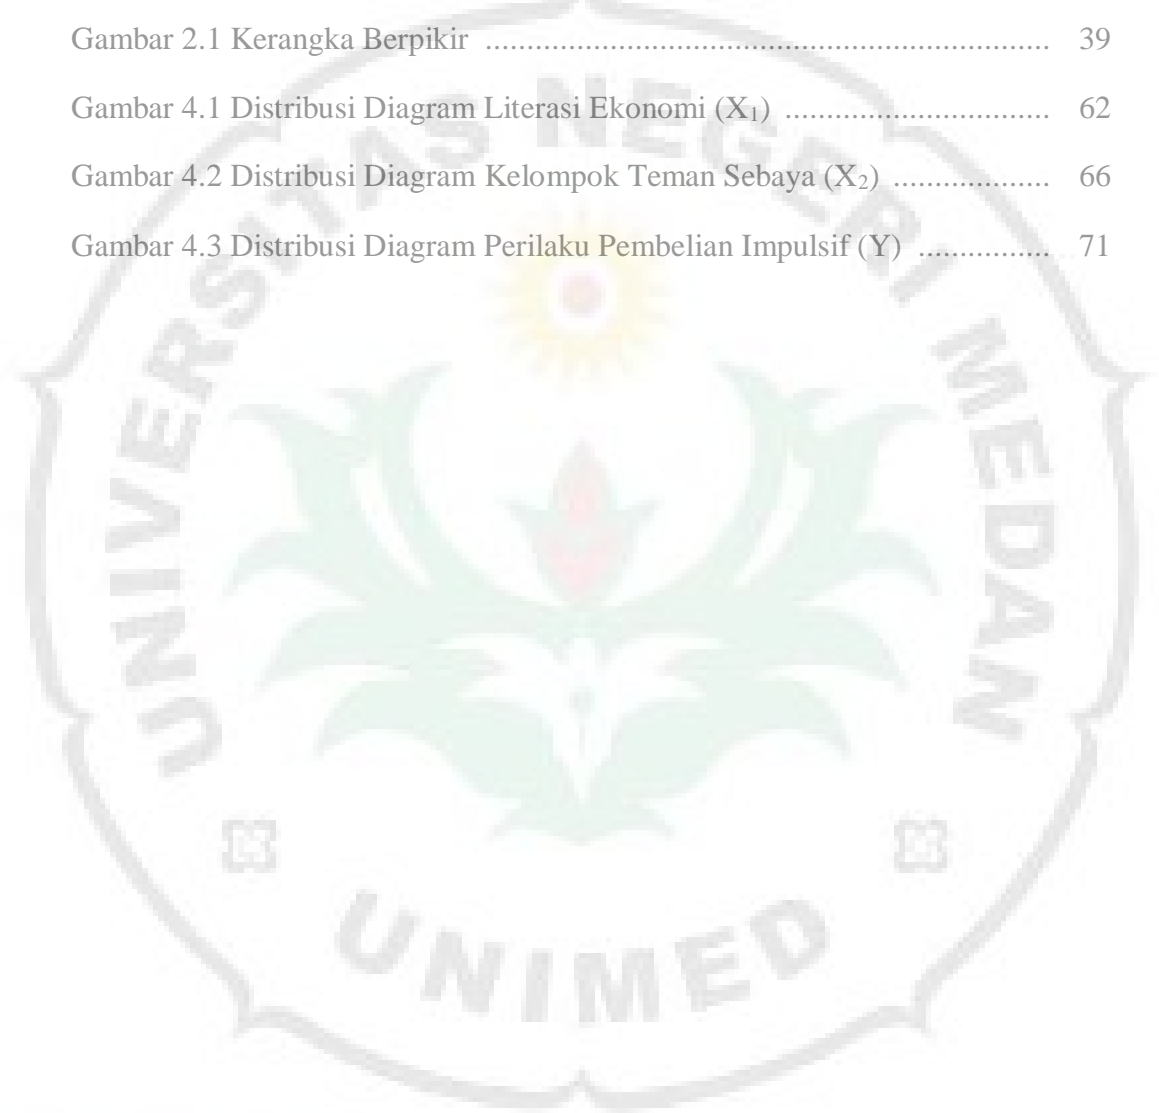 Gambar 2.1 Kerangka Berpikir .................................................................... 39
Gambar 4.1 Distribusi Diagram Literasi Ekonomi (X₁) ................................ 62
Gambar 4.2 Distribusi Diagram Kelompok Teman Sebaya (X₂) ................... 66
Gambar 4.3 Distribusi Diagram Perilaku Pembelian Impulsif (Y) ................ 71
UNIVERSITAS NEGERI MEDAN
UNIMED